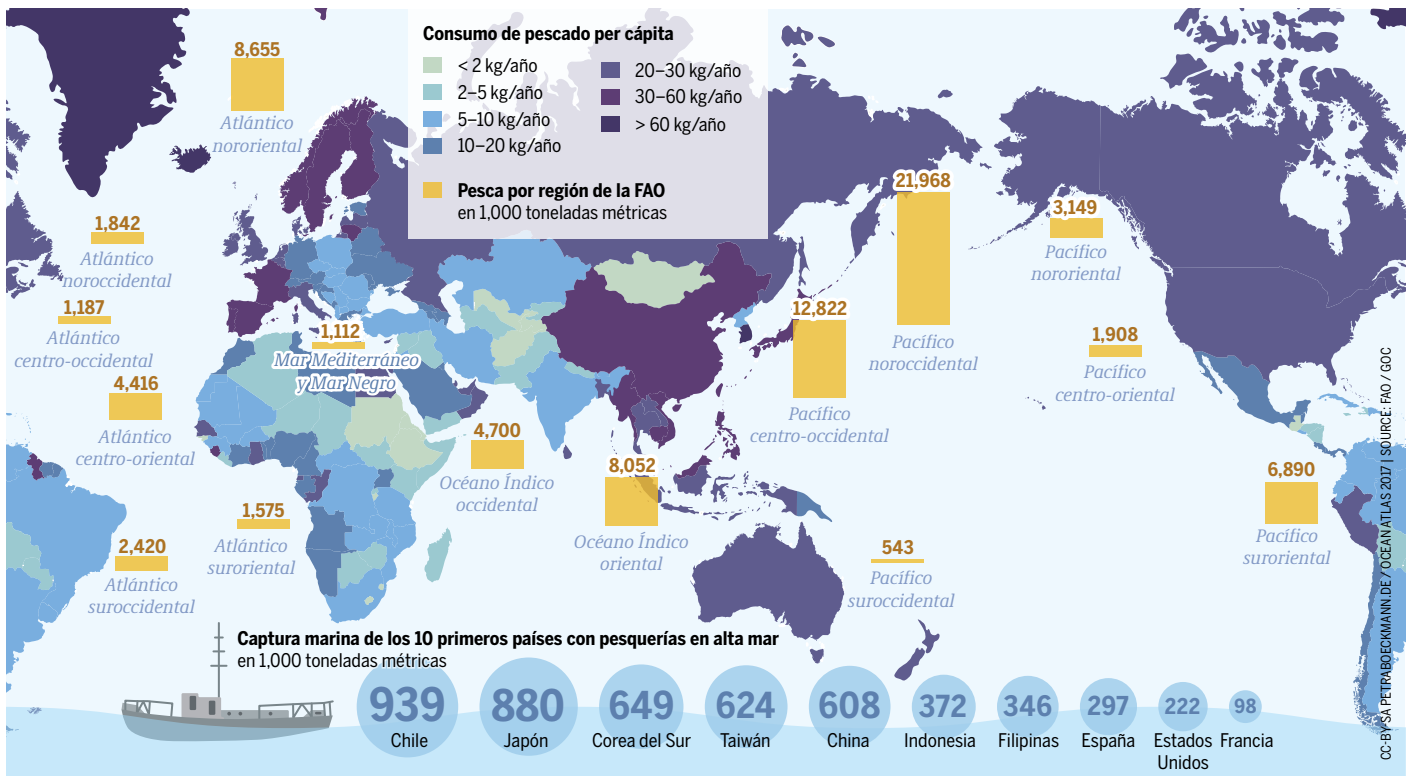 Consumo de pescado per cápita
< 2 kg/año
2–5 kg/año
5–10 kg/año
10–20 kg/año
20–30 kg/año
30–60 kg/año
> 60 kg/año
Pesca por región de la FAO
en 1,000 toneladas métricas
8,655
Atlántico
nororiental
1,842
Atlántico
noroccidental
1,187
Atlántico
centro-occidental
4,416
Atlántico
centro-oriental
1,112
Mar Mediterráneo
y Mar Negro
1,575
Atlántico
suroriental
2,420
Atlántico
suroccidental
4,700
Océano Índico
occidental
8,052
Océano Índico
oriental
12,822
Pacífico
centro-occidental
21,968
Pacífico
noroccidental
3,149
Pacífico
nororiental
1,908
Pacífico
centro-oriental
543
Pacífico
suroccidental
6,890
Pacífico
suroriental
Captura marina de los 10 primeros países con pesquerías en alta mar
en 1,000 toneladas métricas
939
Chile
880
Japón
649
Corea del Sur
624
Taiwán
608
China
372
Indonesia
346
Filipinas
297
España
222
Estados
Unidos
98
Francia
CC-BY-SA PETRABOECKMANN.DE / OCEAN ATLAS 2017 | SOURCE: FAO / GOC